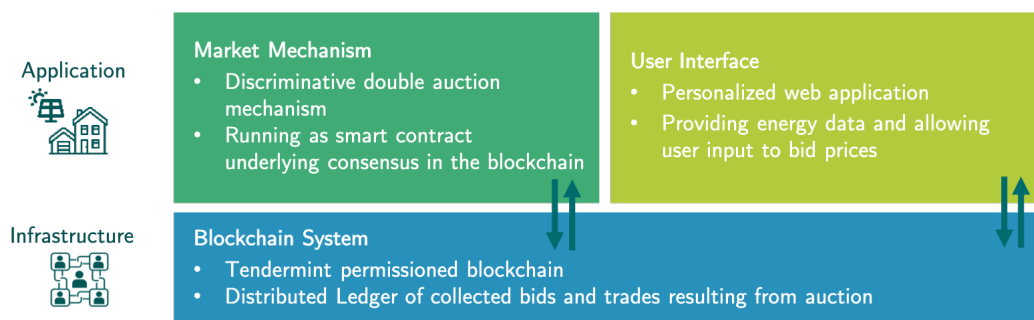 Application
Market Mechanism
• Discriminative double auction
mechanism
• Running as smart contract
underlying consensus in the blockchain
User Interface
• Personalized web application
• Providing energy data and allowing
user input to bid prices
Infrastructure
Blockchain System
• Tendermint permissioned blockchain
• Distributed Ledger of collected bids and trades resulting from auction